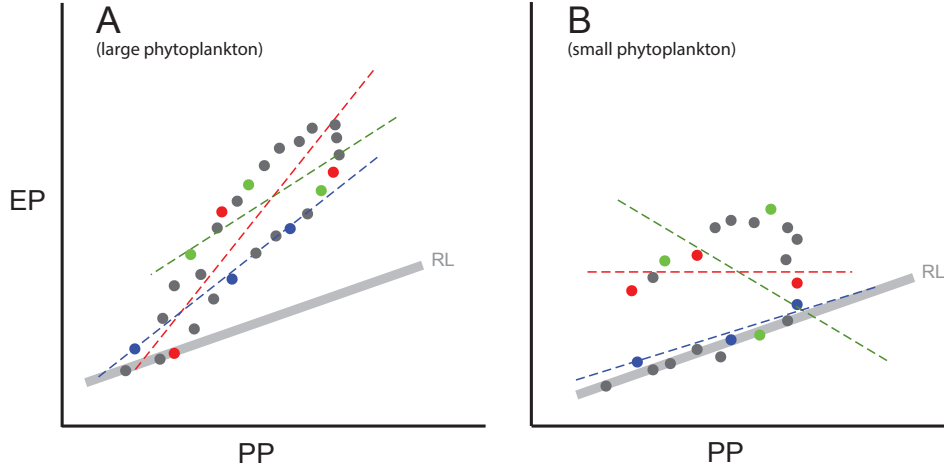 A
(large phytoplankton)
B
(small phytoplankton)
EP
RL
RL
PP
PP